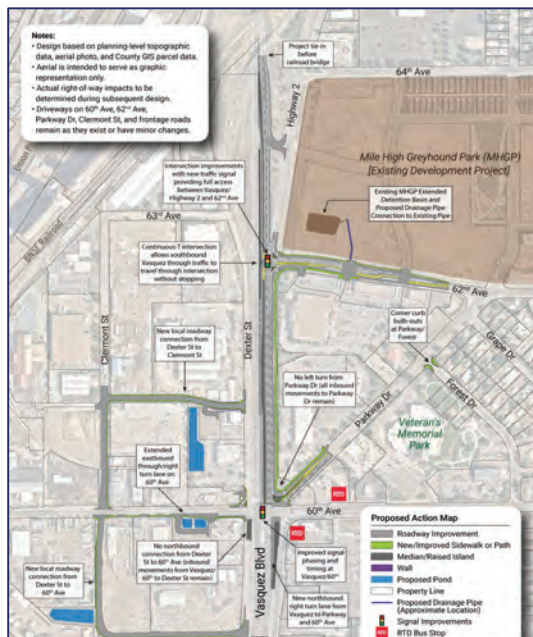 Notes:
• Design based on planning-level topographic
data, aerial photo, and County GIS parcel data.
• Aerial is intended to serve as graphic
representation only.
• Actual right-of-way impacts to be
determined during subsequent design.
• Driveways on 60th Ave, 62nd Ave,
Parkway Dr, Clermont St, and frontage roads
remain as they exist or have minor changes.
Project tie-in
before
railroad bridge
64th Ave
Highway 2
Mile High Greyhound Park (MHGP)
[Existing Development Project]
Intersection improvements
with new traffic signal
providing full access
between Vasquez/
Highway 2 and 62nd Ave
Existing MHGP Extended
Detention Basin and
Proposed Drainage Pipe
Connection to Existing Pipe
63rd Ave
BNSF Railroad
Continuous T intersection
allows southbound
Vasquez through traffic to
travel through intersection
without stopping
62nd Ave
Clermont St
Dexter St
Corner curb
bulb-outs
at Parkway/
Forest
Grape Dr
New local roadway
connection from
Dexter St to
Clermont St
No left turn from
Parkway Dr (all inbound
movements to Parkway
Dr remain)
Parkway Dr
Forest Dr
Veteran's
Memorial
Park
Extended
eastbound
through/right
turn lane on
60th Ave
RTD
60th Ave
No northbound
connection from Dexter
St to 60th Ave (inbound
movements from Vasquez/
60th to Dexter St remain)
Vasquez Blvd
Improved signal
phasing and
timing at
Vasquez/60th
RTD
New local roadway
connection from
Dexter St to
60th Ave
New northbound
right turn lane from
Vasquez to Parkway
and 60th Ave
Proposed Action Map
Roadway Improvement
New/Improved Sidewalk or Path
Median/Raised Island
Wall
Proposed Pond
Property Line
Proposed Drainage Pipe
(Approximate Location)
Signal Improvements
RTD RTD Bus Stop